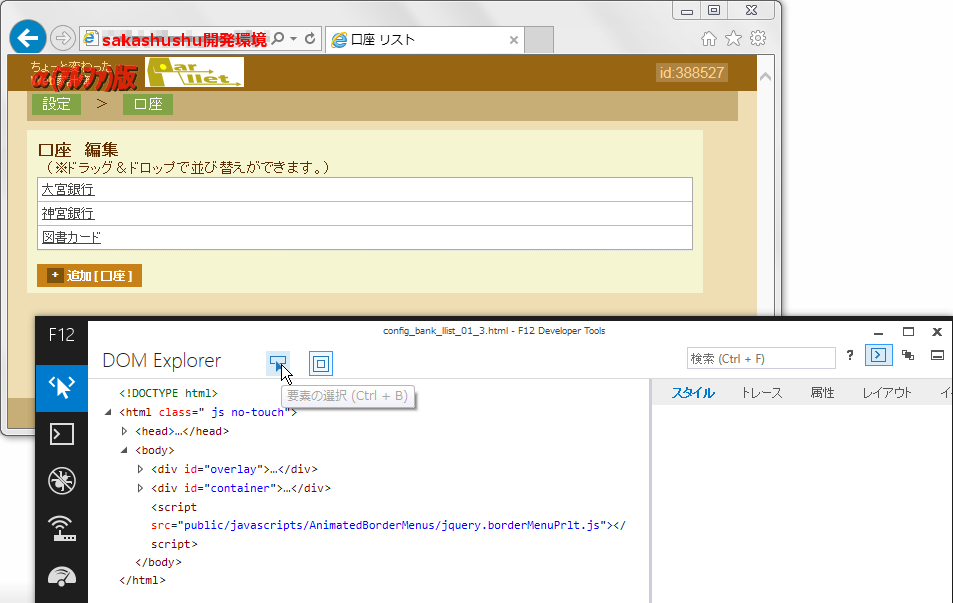 sakashushu開発環境
口座 リスト
ちょーと変わった
α(アルファ)版
Parllet.
id:388527
設定 > 口座
口座 編集
（※ドラッグ＆ドロップで並び替えができます。）
大宮銀行
神宮銀行
図書カード
+ 追加[口座]
F12
config_bank_llist_01_3.html - F12 Developer Tools
DOM Explorer
検索 (Ctrl + F)
?
要素の選択 (Ctrl + B)
スタイル トレース 属性 レイアウト イ
<!DOCTYPE html>
<html class=" js no-touch">
<head>…</head>
<body>
<div id="overlay">…</div>
<div id="container">…</div>
<script
src="public/javascripts/AnimatedBorderMenus/jquery.borderMenuPrlt.js"></
script>
</body>
</html>